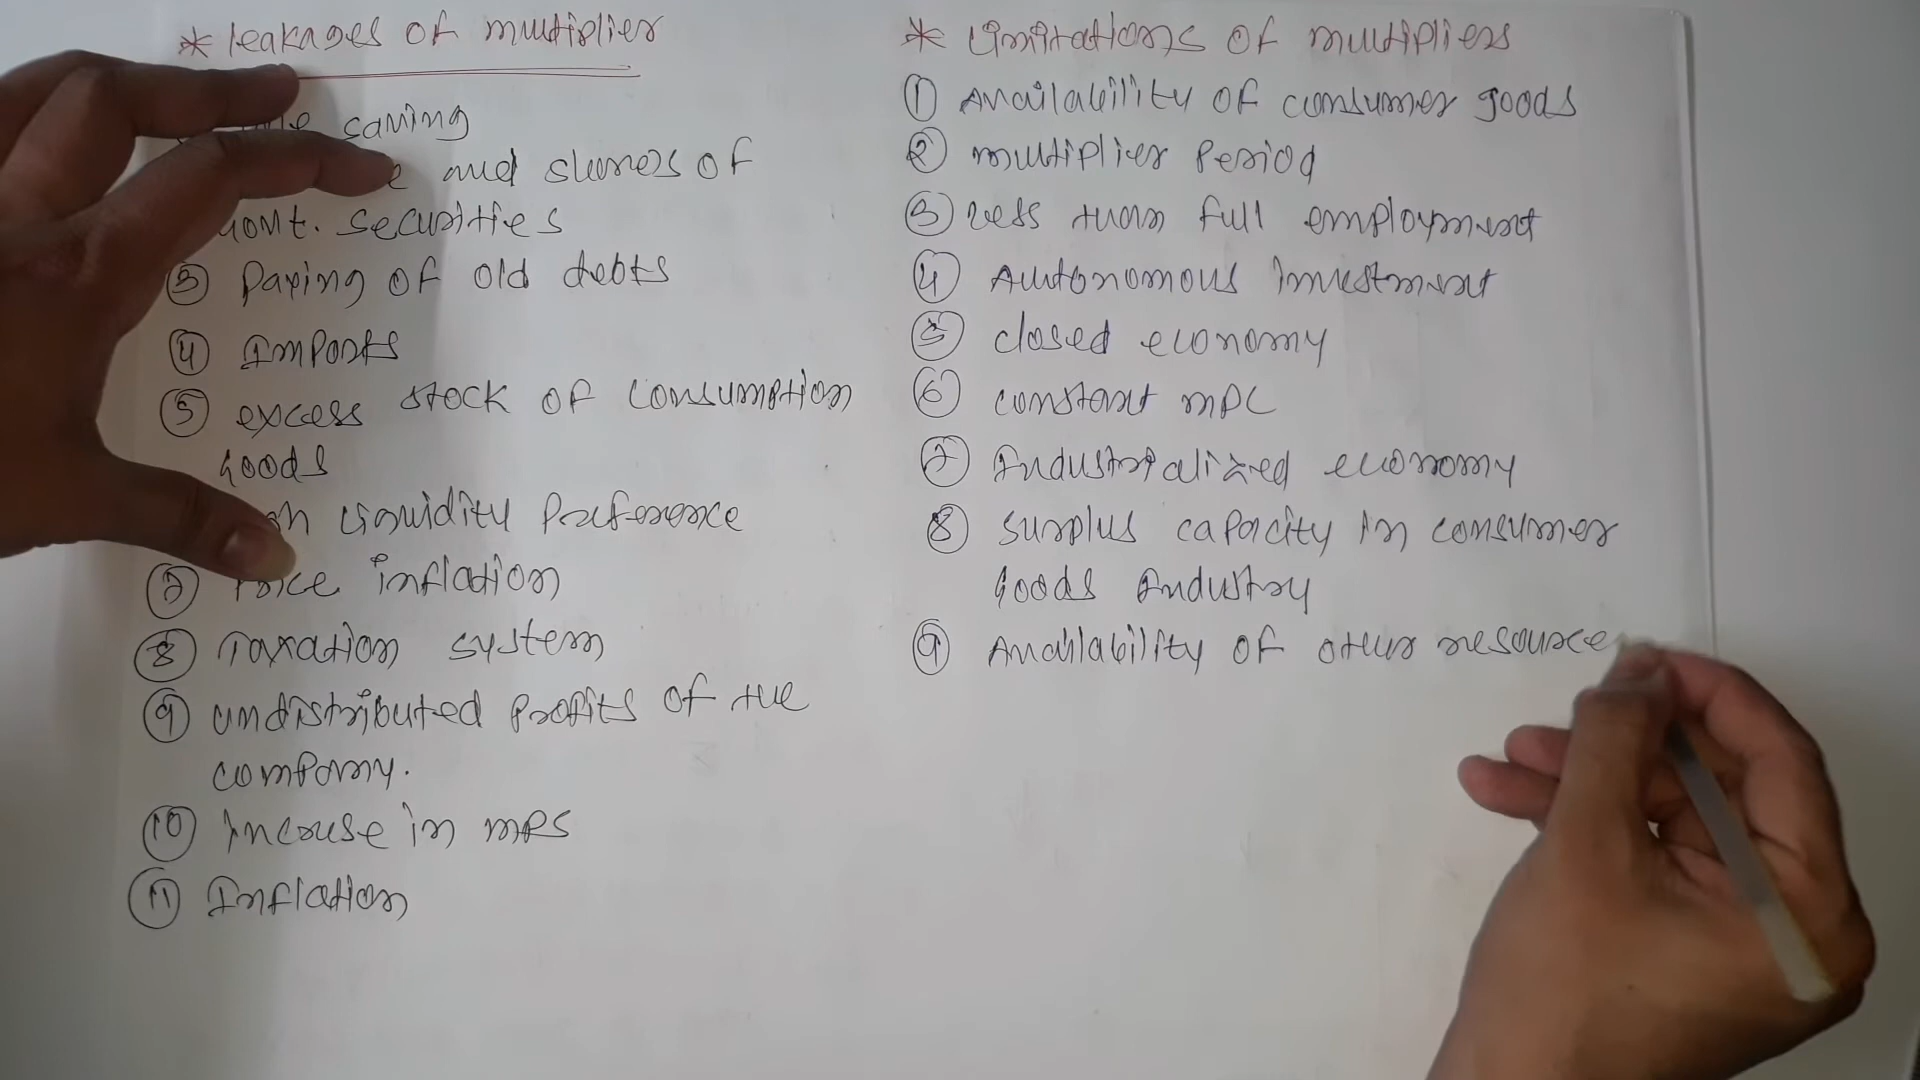 * leakages of multiplier
saving
and shares of
Govt. securities
③ Paying of old debts
④ Imports
⑤ excess stock of consumption
Goods
Liquidity Preference
⑦ Price inflation
⑧ Taxation system
⑨ undistributed profits of the
company.
⑩ increase in MPS
⑪ Inflation
* Limitations of multipliers
① Availability of consumer goods
② multiplier Period
③ Less than full employment
④ Autonomous investment
⑤ closed economy
⑥ constant MPC
⑦ Industrialized economy
⑧ Surplus capacity in consumer
Goods Industry
⑨ Availability of other resource